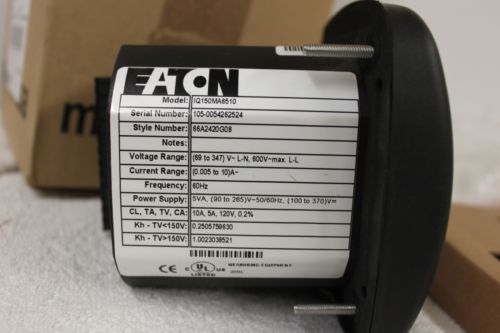 EATON
Model: IQ150MA6510
Serial Number: 105-0054262524
Style Number: 66A2420G08
Notes:
Voltage Range: (69 to 347) V~ L-N, 600V~max. L-L
Current Range: (0.005 to 10)A~
Frequency: 60Hz
Power Supply: 5VA, (90 to 265)V~50/60Hz, (100 to 370)V=
CL, TA, TV, CA: 10A, 5A, 120V, 0.2%
Kh - TV<150V: 0.2505759630
Kh - TV>150V: 1.0023038521
CE C UL US LISTED MEASURING EQUIPMENT
m